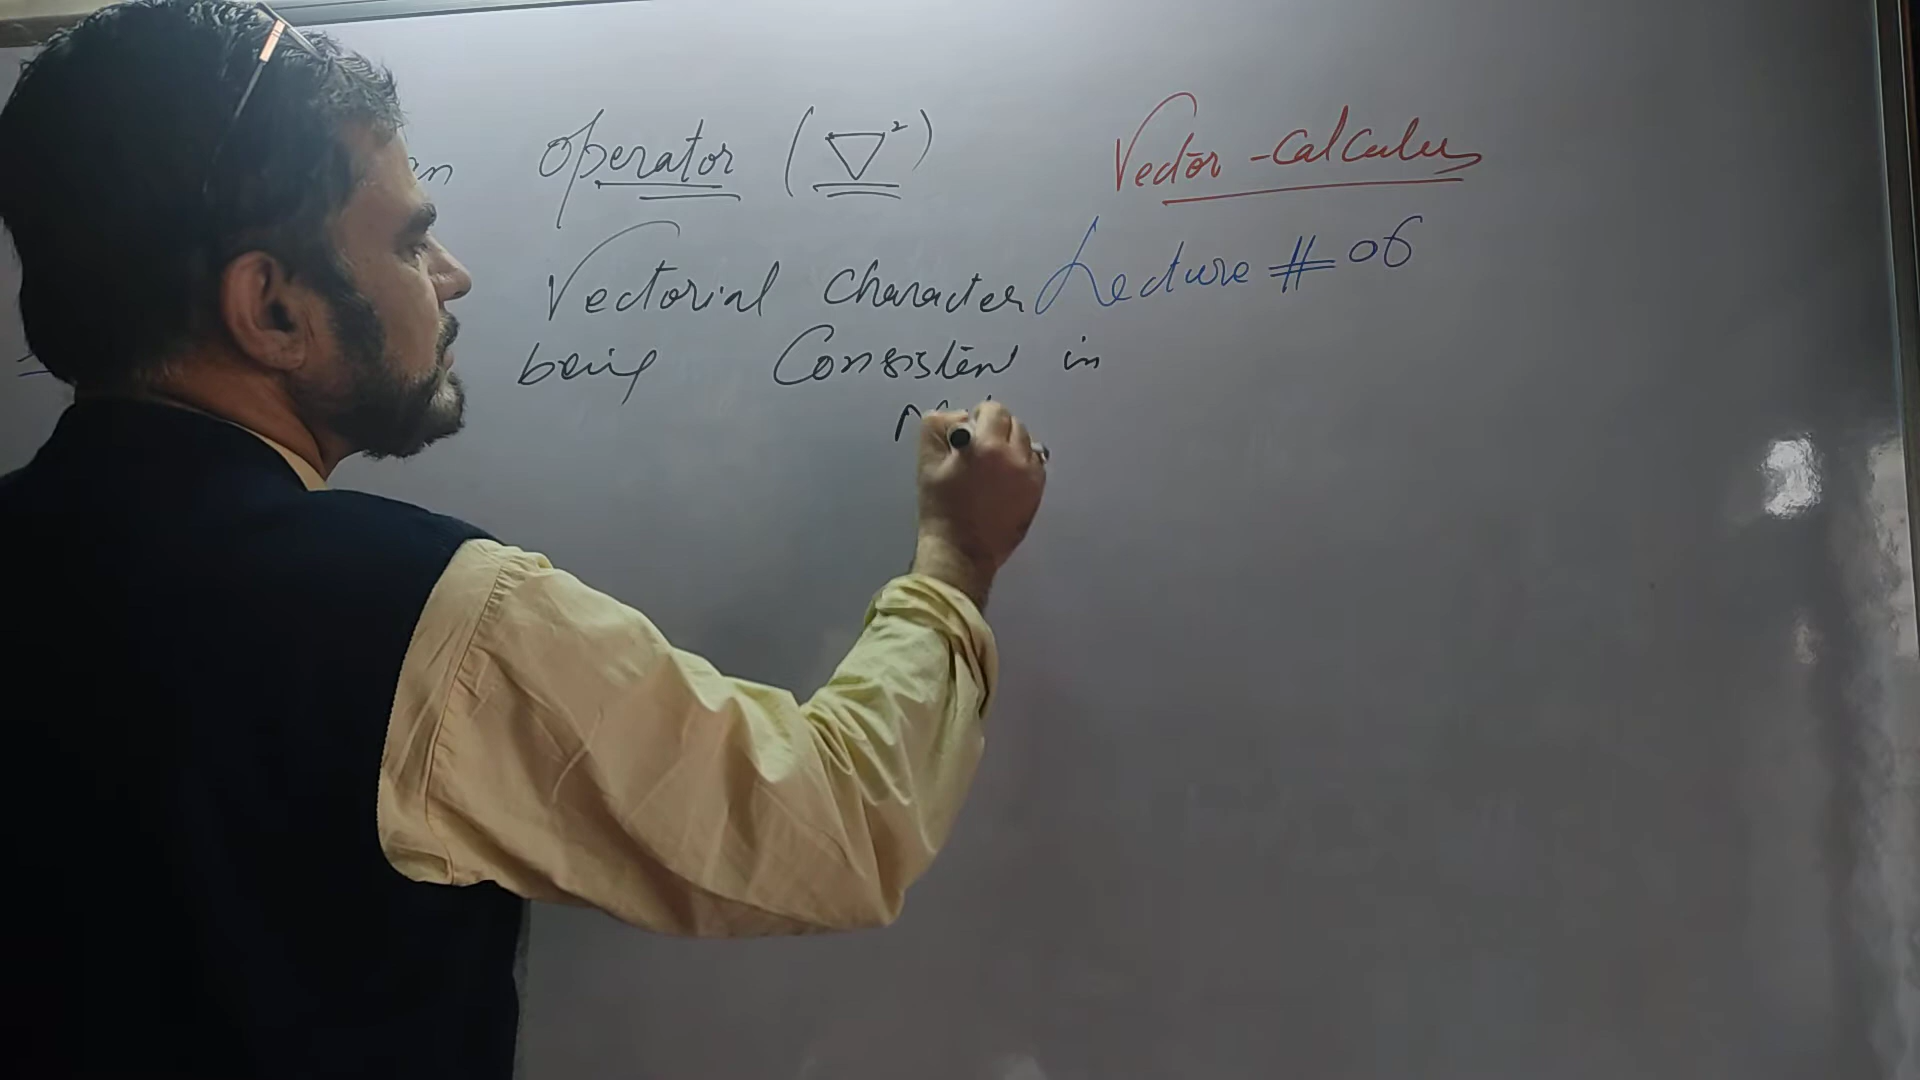 Operator (∇²)
Vector-Calculus
Lecture # 06
Vectorial Character
being Consistent in